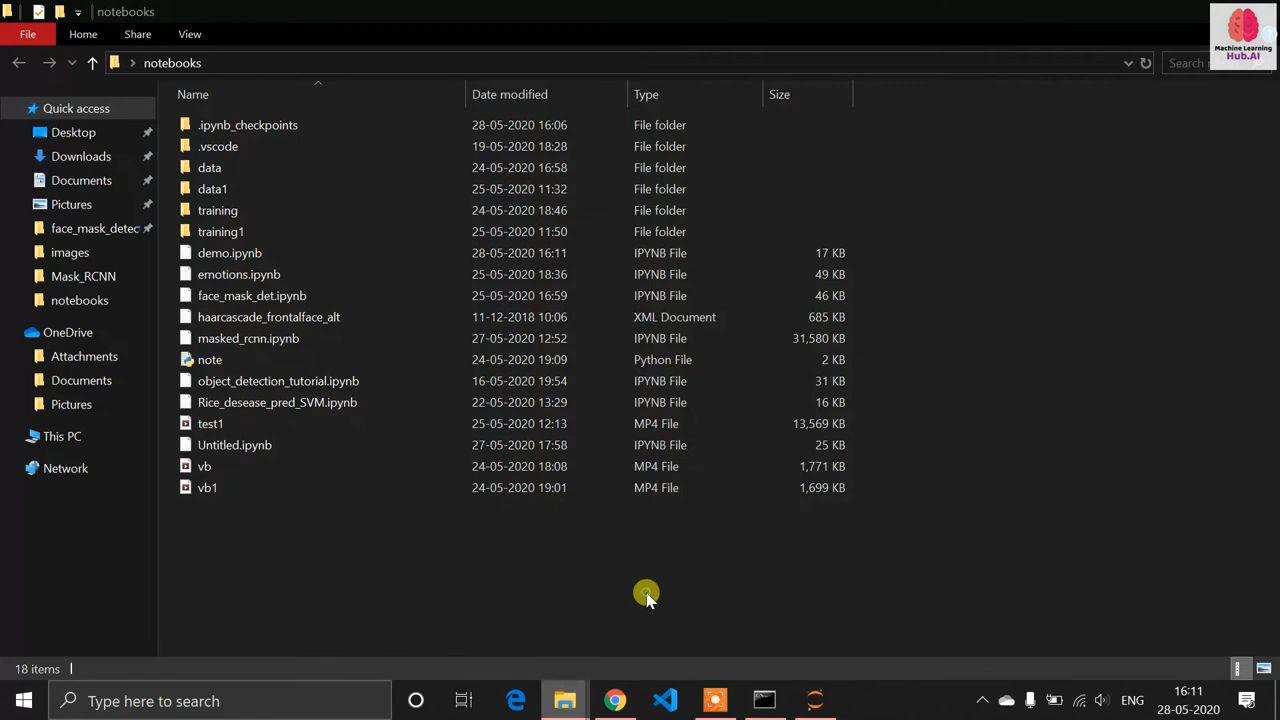 notebooks
File Home Share View
notebooks
Machine Learning
Hub.AI
Name Date modified Type Size
Quick access
Desktop
Downloads
Documents
Pictures
face_mask_detec
images
Mask_RCNN
notebooks
OneDrive
Attachments
Documents
Pictures
This PC
Network
.ipynb_checkpoints 28-05-2020 16:06 File folder
.vscode 19-05-2020 18:28 File folder
data 24-05-2020 16:58 File folder
data1 25-05-2020 11:32 File folder
training 24-05-2020 18:46 File folder
training1 25-05-2020 11:50 File folder
demo.ipynb 28-05-2020 16:11 IPYNB File 17 KB
emotions.ipynb 25-05-2020 18:36 IPYNB File 49 KB
face_mask_det.ipynb 25-05-2020 16:59 IPYNB File 46 KB
haarcascade_frontalface_alt 11-12-2018 10:06 XML Document 685 KB
masked_rcnn.ipynb 27-05-2020 12:52 IPYNB File 31,580 KB
note 24-05-2020 19:09 Python File 2 KB
object_detection_tutorial.ipynb 16-05-2020 19:54 IPYNB File 31 KB
Rice_desease_pred_SVM.ipynb 22-05-2020 13:29 IPYNB File 16 KB
test1 25-05-2020 12:13 MP4 File 13,569 KB
Untitled.ipynb 27-05-2020 17:58 IPYNB File 25 KB
vb 24-05-2020 18:08 MP4 File 1,771 KB
vb1 24-05-2020 19:01 MP4 File 1,699 KB
18 items
Type here to search
ENG
16:11
28-05-2020